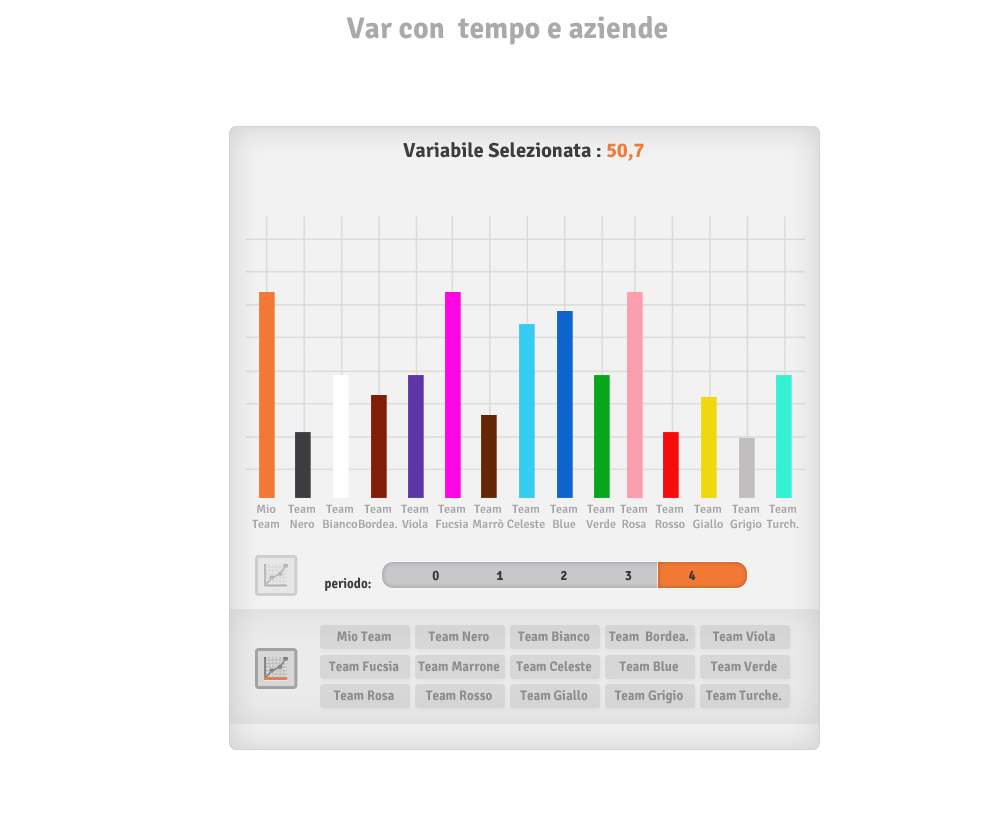 Var con  tempo e aziende
Variabile Selezionata : 50,7
Mio Team Team Team Team Team Team Team Team Team Team Team Team Team Team
Team Nero Bianco Bordea. Viola Fucsia Marrò Celeste Blue Verde Rosa Rosso Giallo Grigio Turch.
periodo: 0 1 2 3 4
Mio Team Team Nero Team Bianco Team  Bordea. Team Viola
Team Fucsia Team Marrone Team Celeste Team Blue Team Verde
Team Rosa Team Rosso Team Giallo Team Grigio Team Turche.